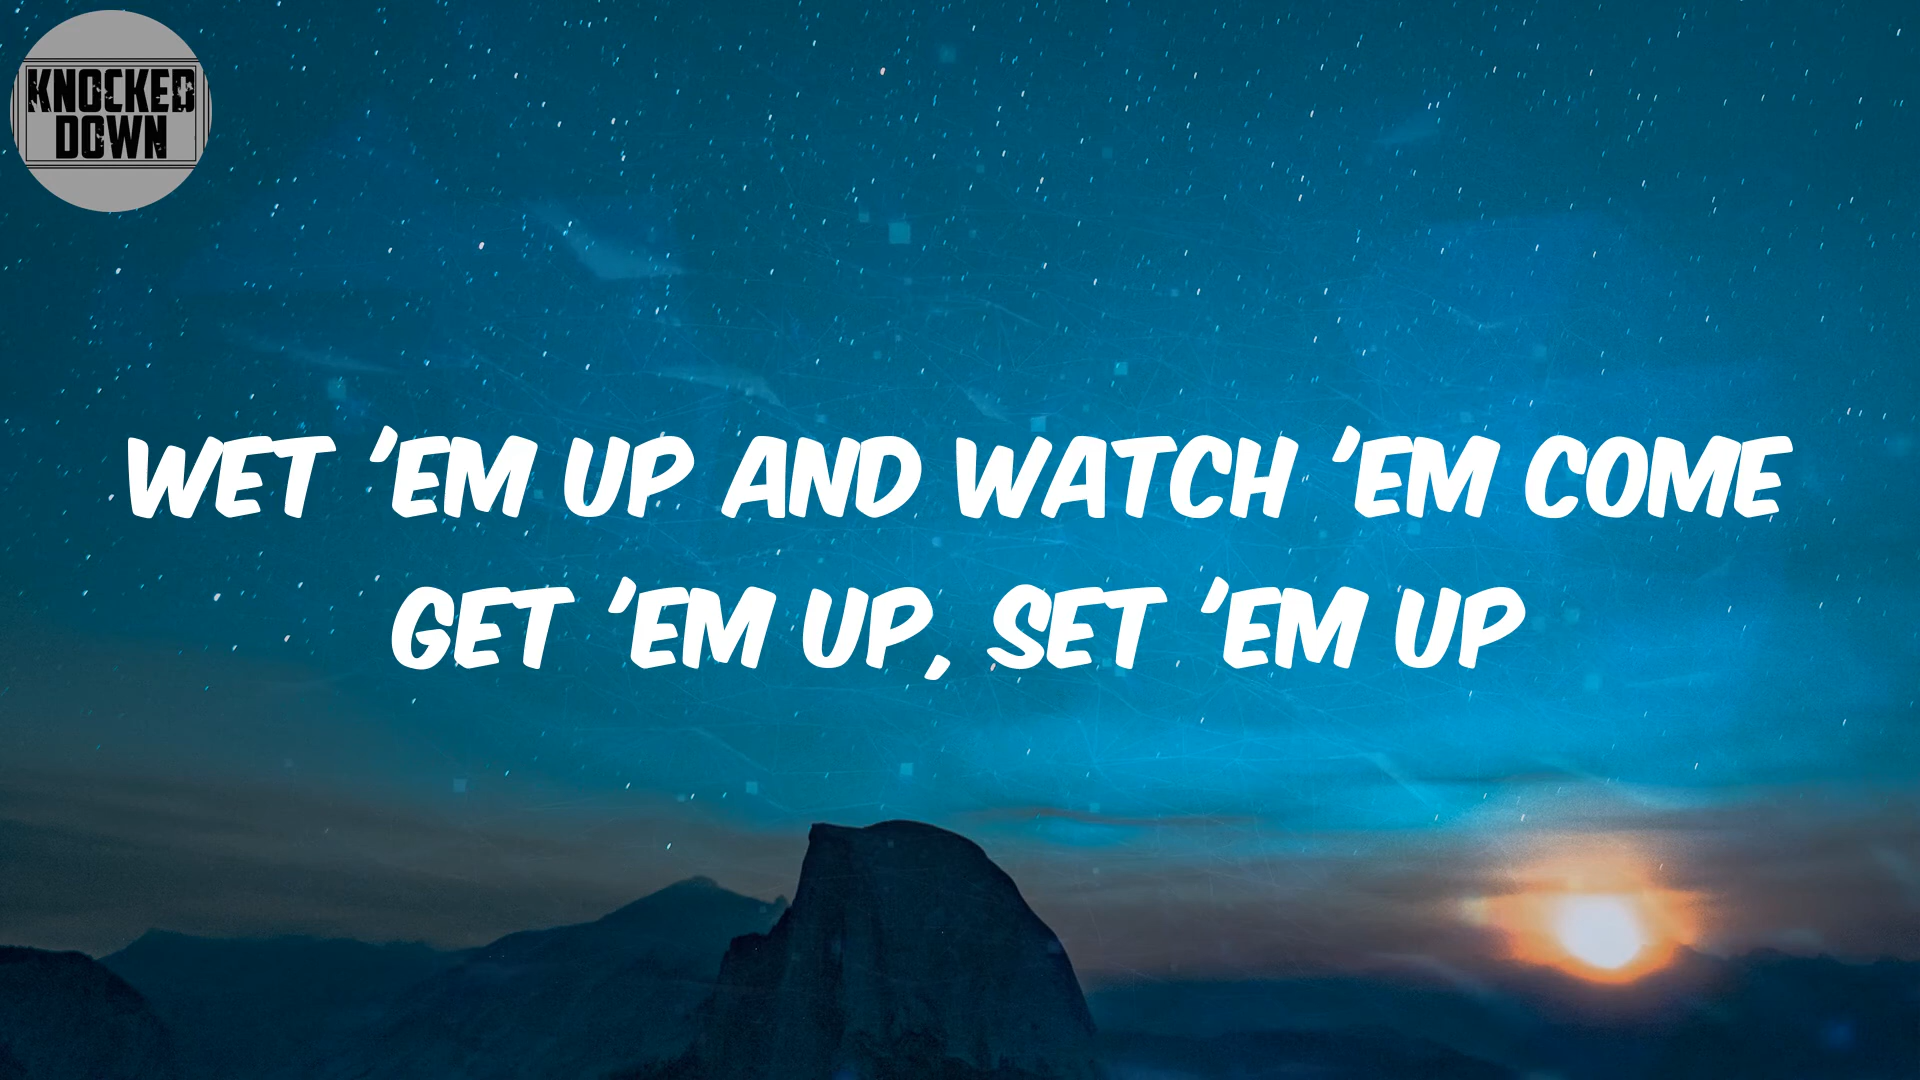 KNOCKED
DOWN
WET 'EM UP AND WATCH 'EM COME
GET 'EM UP, SET 'EM UP